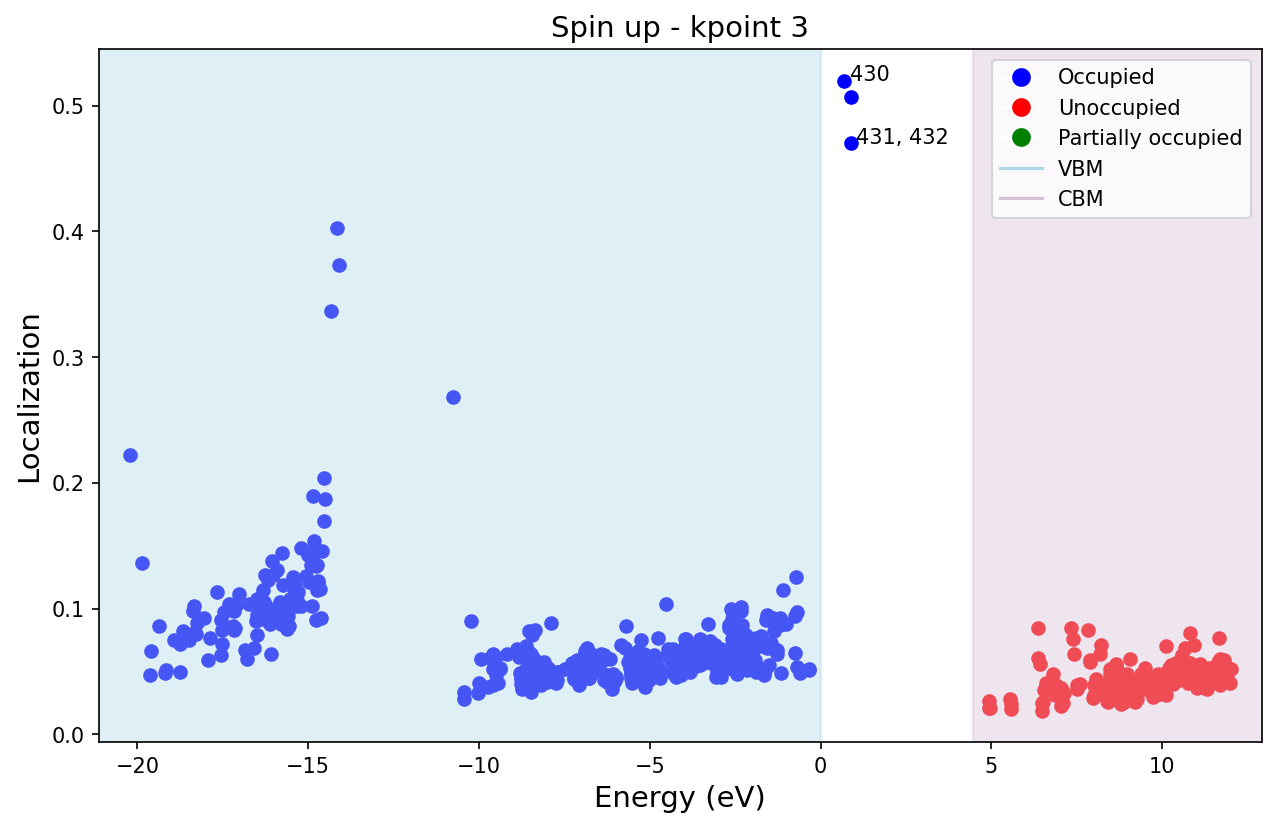 Spin up - kpoint 3
430
431, 432
Occupied
Unoccupied
Partially occupied
VBM
CBM
Localization
0.5
0.4
0.3
0.2
0.1
0.0
−20
−15
−10
−5
0
5
10
Energy (eV)